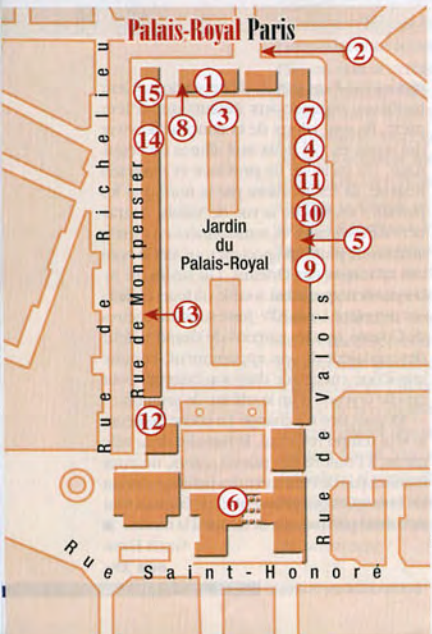 Palais-Royal Paris
2
1
15
3
8
7
14
4
11
10
Jardin
du
Palais-Royal
5
9
13
12
6
Rue de Richelieu
Rue de Montpensier
Rue de Valois
Rue Saint-Honoré